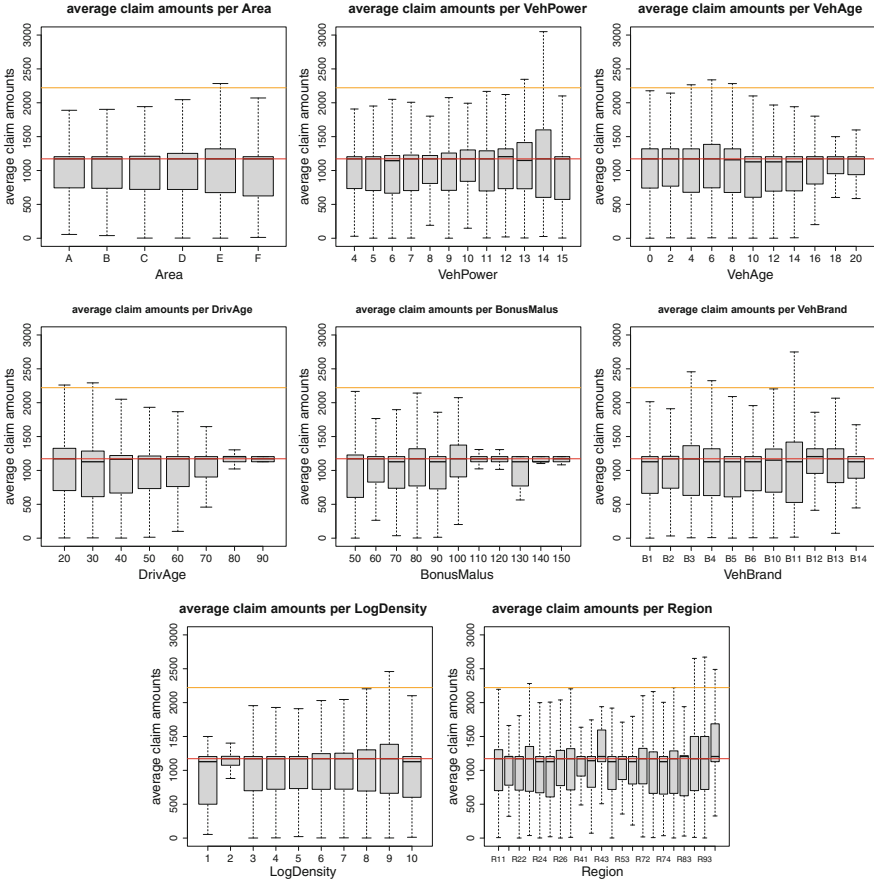 average claim amounts per Area
average claim amounts
0 500 1000 1500 2000 2500 3000
A B C D E F
Area
average claim amounts per VehPower
average claim amounts
0 500 1000 1500 2000 2500 3000
4 5 6 7 8 9 10 11 12 13 14 15
VehPower
average claim amounts per VehAge
average claim amounts
0 500 1000 1500 2000 2500 3000
0 2 4 6 8 10 12 14 16 18 20
VehAge
average claim amounts per DrivAge
average claim amounts
0 500 1000 1500 2000 2500 3000
20 30 40 50 60 70 80 90
DrivAge
average claim amounts per BonusMalus
average claim amounts
0 500 1000 1500 2000 2500 3000
50 60 70 80 90 100 110 120 130 140 150
BonusMalus
average claim amounts per VehBrand
average claim amounts
0 500 1000 1500 2000 2500 3000
B1 B2 B3 B4 B5 B6 B10 B11 B12 B13 B14
VehBrand
average claim amounts per LogDensity
average claim amounts
0 500 1000 1500 2000 2500 3000
1 2 3 4 5 6 7 8 9 10
LogDensity
average claim amounts per Region
average claim amounts
0 500 1000 1500 2000 2500 3000
R11 R22 R24 R26 R41 R43 R53 R72 R74 R83 R93
Region